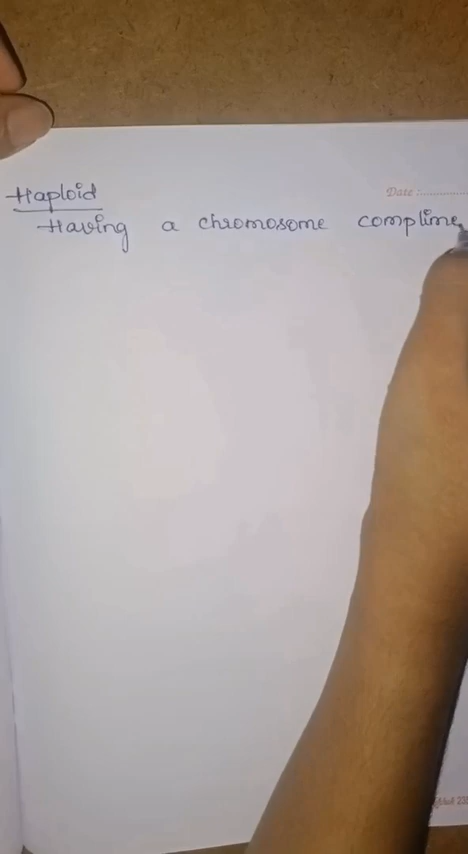 Haploid
Date :..............
Having a chromosome complime